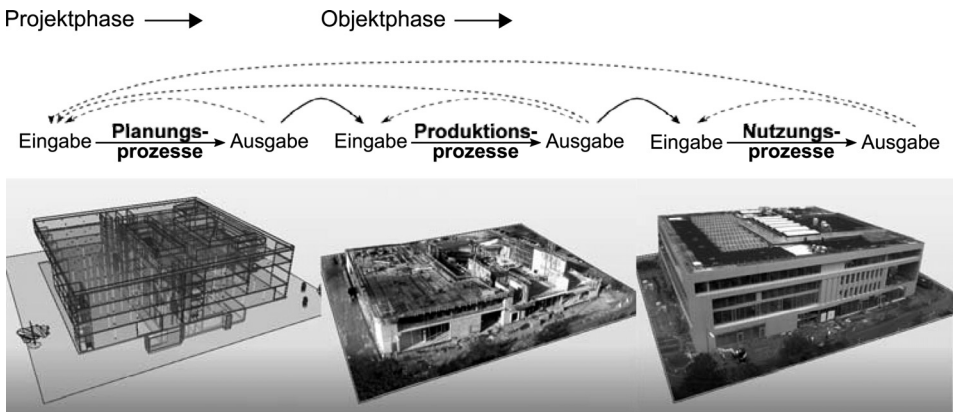 Projektphase
Objektphase
Eingabe Planungs-prozesse Ausgabe Eingabe Produktions-prozesse Ausgabe Eingabe Nutzungs-prozesse Ausgabe